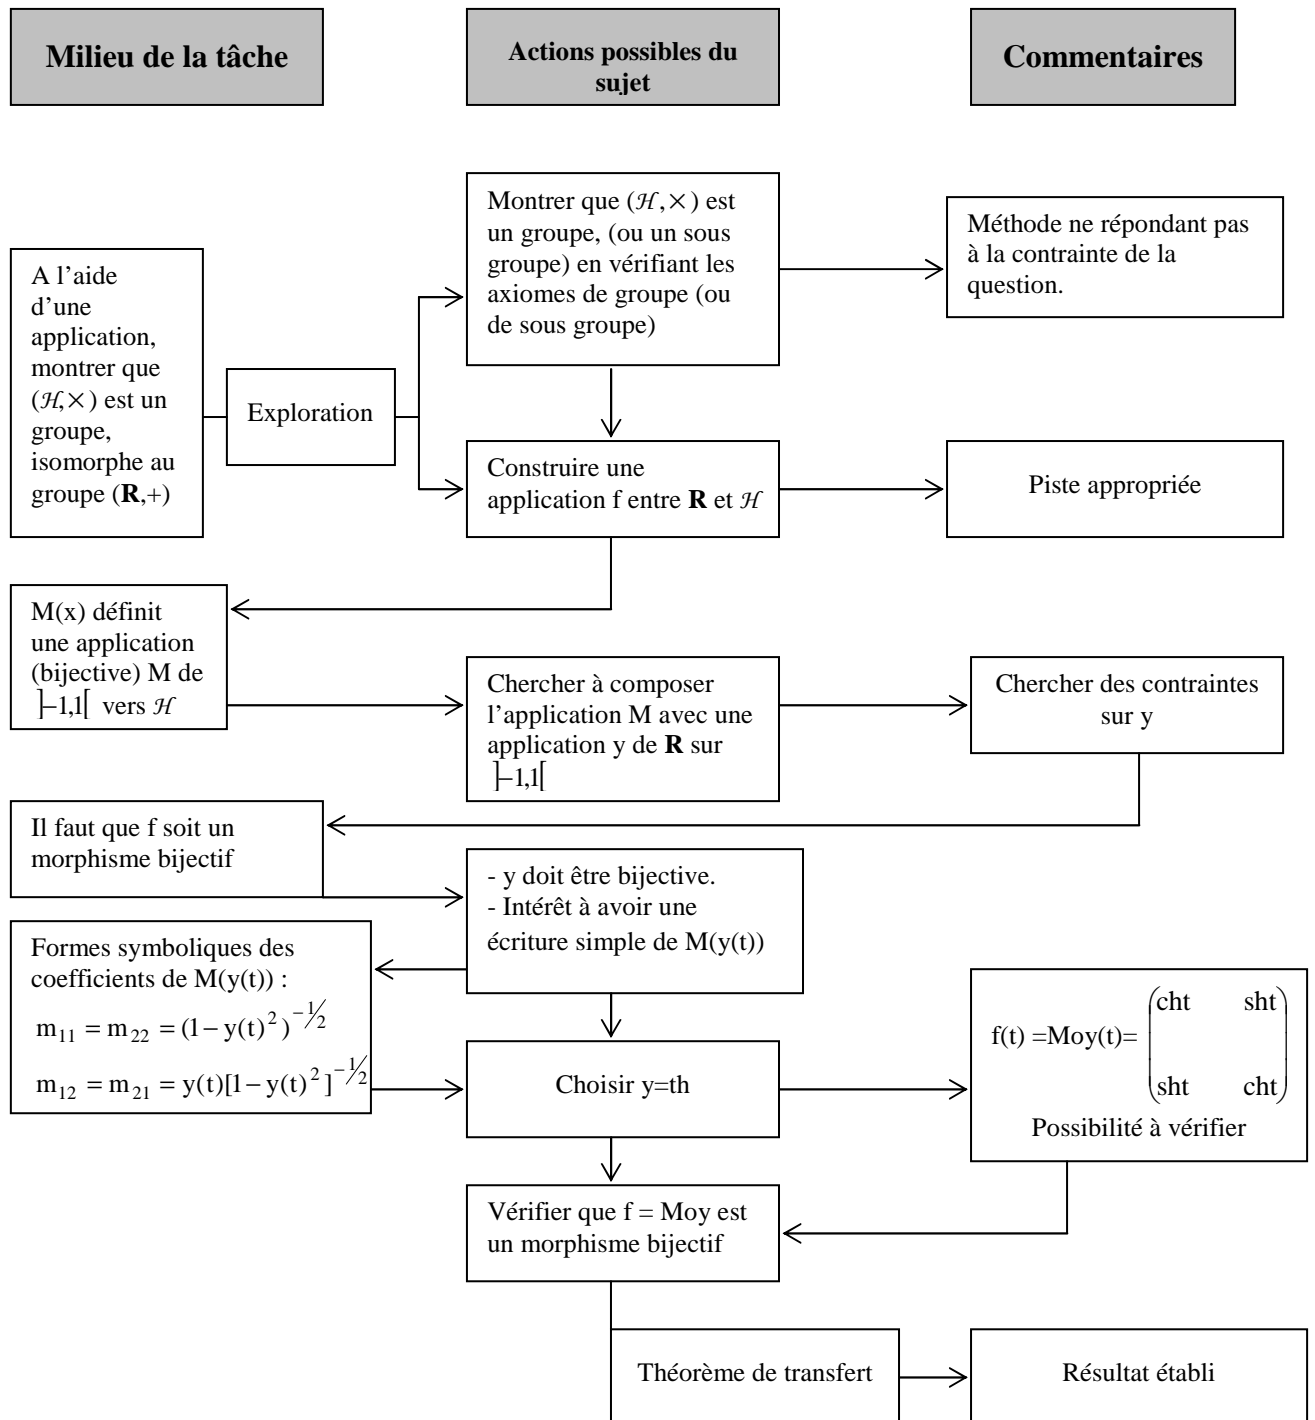 Milieu de la tâche
Actions possibles du
sujet
Commentaires
Montrer que (ℋ,×) est
un groupe, (ou un sous
groupe) en vérifiant les
axiomes de groupe (ou
de sous groupe)
Méthode ne répondant pas
à la contrainte de la
question.
A l’aide
d’une
application,
montrer que
(ℋ,×) est un
groupe,
isomorphe au
groupe (R,+)
Exploration
Construire une
application f entre R et ℋ
Piste appropriée
M(x) définit
une application
(bijective) M de
]−1,1[ vers ℋ
Chercher à composer
l’application M avec une
application y de R sur
]−1,1[
Chercher des contraintes
sur y
Il faut que f soit un
morphisme bijectif
- y doit être bijective.
- Intérêt à avoir une
écriture simple de M(y(t))
Formes symboliques des
coefficients de M(y(t)) :
m₁₁ = m₂₂ = (1− y(t)²)^(−1/2)
m₁₂ = m₂₁ = y(t)[1− y(t)²]^(−1/2)
Choisir y=th
f(t) =Moy(t)= (cht sht
sht cht)
Possibilité à vérifier
Vérifier que f = Moy est
un morphisme bijectif
Théorème de transfert
Résultat établi